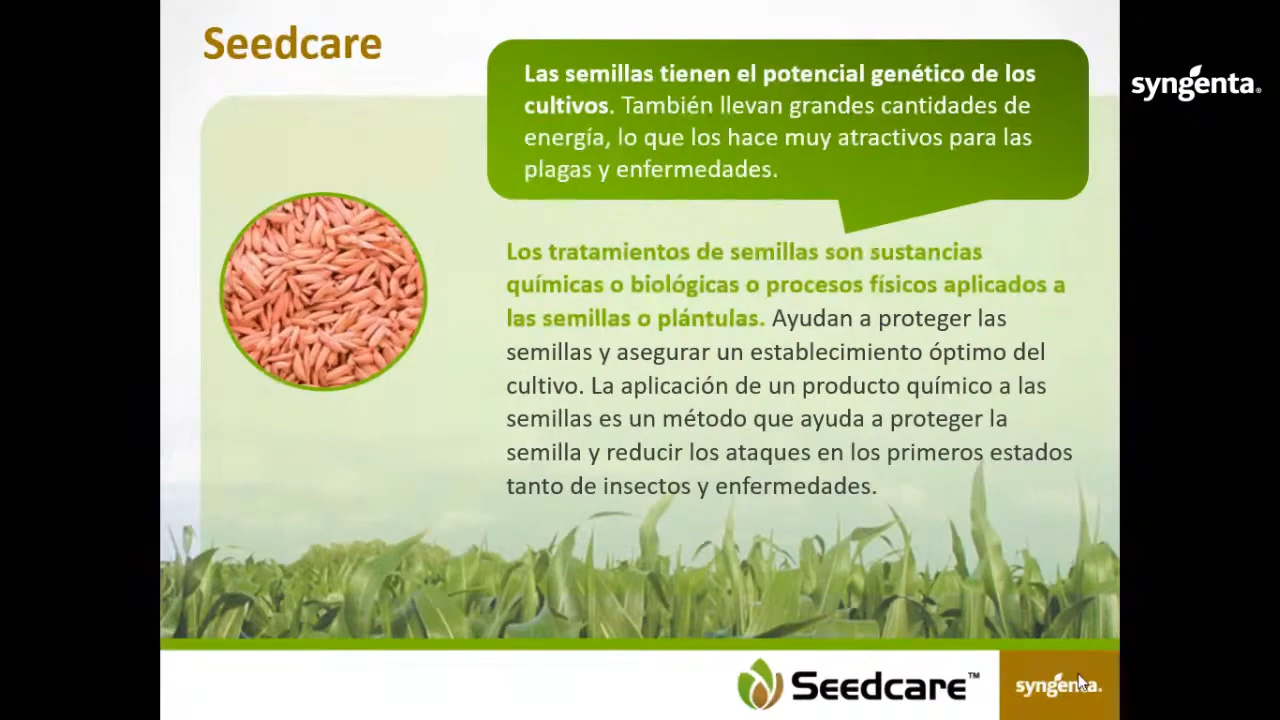 Seedcare
Las semillas tienen el potencial genético de los
cultivos. También llevan grandes cantidades de
energía, lo que los hace muy atractivos para las
plagas y enfermedades.
syngenta.
Los tratamientos de semillas son sustancias
químicas o biológicas o procesos físicos aplicados a
las semillas o plántulas. Ayudan a proteger las
semillas y asegurar un establecimiento óptimo del
cultivo. La aplicación de un producto químico a las
semillas es un método que ayuda a proteger la
semilla y reducir los ataques en los primeros estados
tanto de insectos y enfermedades.
Seedcare™
syngenta.